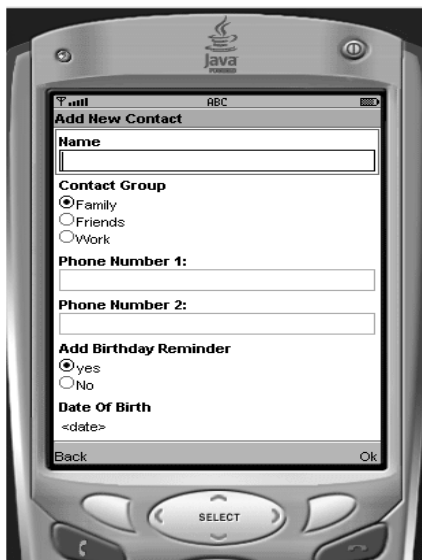 Java
POWERED
ABC
Add New Contact
Name
Contact Group
Family
Friends
Work
Phone Number 1:
Phone Number 2:
Add Birthday Reminder
yes
No
Date Of Birth
<date>
Back Ok
SELECT